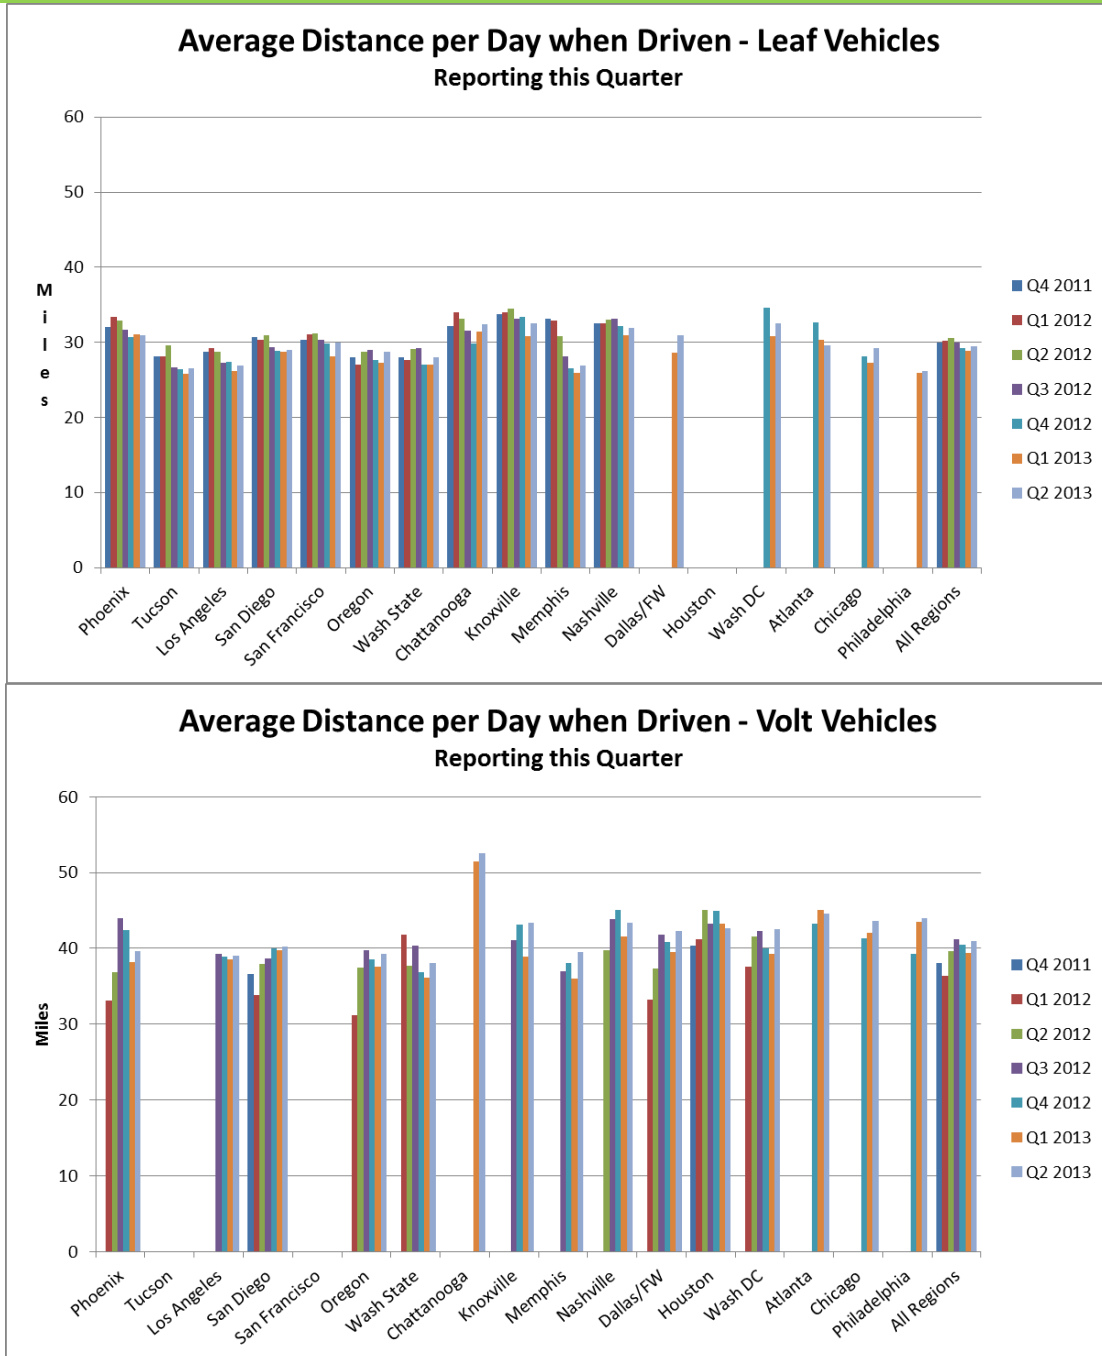 Average Distance per Day when Driven - Leaf Vehicles
Reporting this Quarter
60
50
40
30
20
10
0
Miles
Phoenix
Tucson
Los Angeles
San Diego
San Francisco
Oregon
Wash State
Chattanooga
Knoxville
Memphis
Nashville
Dallas/FW
Houston
Wash DC
Atlanta
Chicago
Philadelphia
All Regions
Q4 2011
Q1 2012
Q2 2012
Q3 2012
Q4 2012
Q1 2013
Q2 2013
Average Distance per Day when Driven - Volt Vehicles
Reporting this Quarter
60
50
40
30
20
10
0
Miles
Phoenix
Tucson
Los Angeles
San Diego
San Francisco
Oregon
Wash State
Chattanooga
Knoxville
Memphis
Nashville
Dallas/FW
Houston
Wash DC
Atlanta
Chicago
Philadelphia
All Regions
Q4 2011
Q1 2012
Q2 2012
Q3 2012
Q4 2012
Q1 2013
Q2 2013